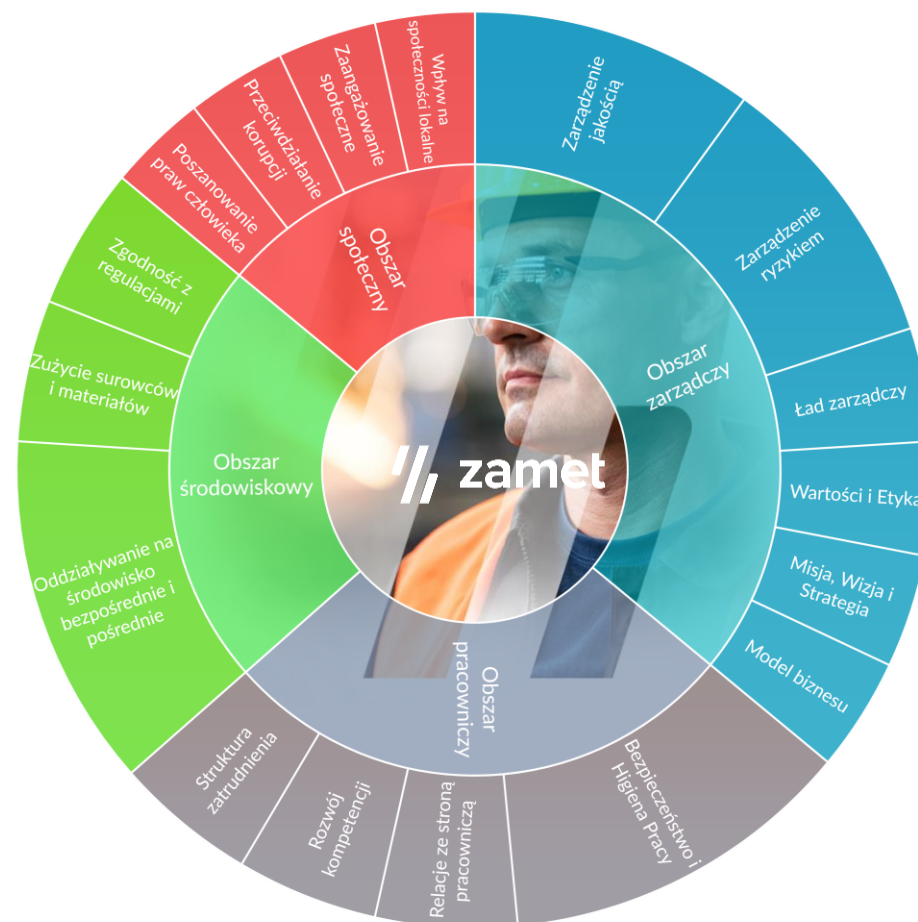 Zarządzenie
jakością
Zarządzenie
ryzykiem
Ład zarządczy
Wartości i Etyka
Misja, Wizja i
Strategia
Model biznesu
Bezpieczeństwo i
Higiena Pracy
Relacje ze stroną
pracowniczą
Rozwój
kompetencji
Struktura
zatrudnienia
Oddziaływanie na
środowisko
bezpośrednie i
pośrednie
Zużycie surowców
i materiałów
Zgodność z
regulacjami
Poszanowanie
praw człowieka
Przeciwdziałanie
korupcji
Zaangażowanie
społeczne
Wpływ na
społeczności lokalne
Obszar
zarządczy
Obszar
pracowniczy
Obszar
środowiskowy
Obszar
społeczny
zamet